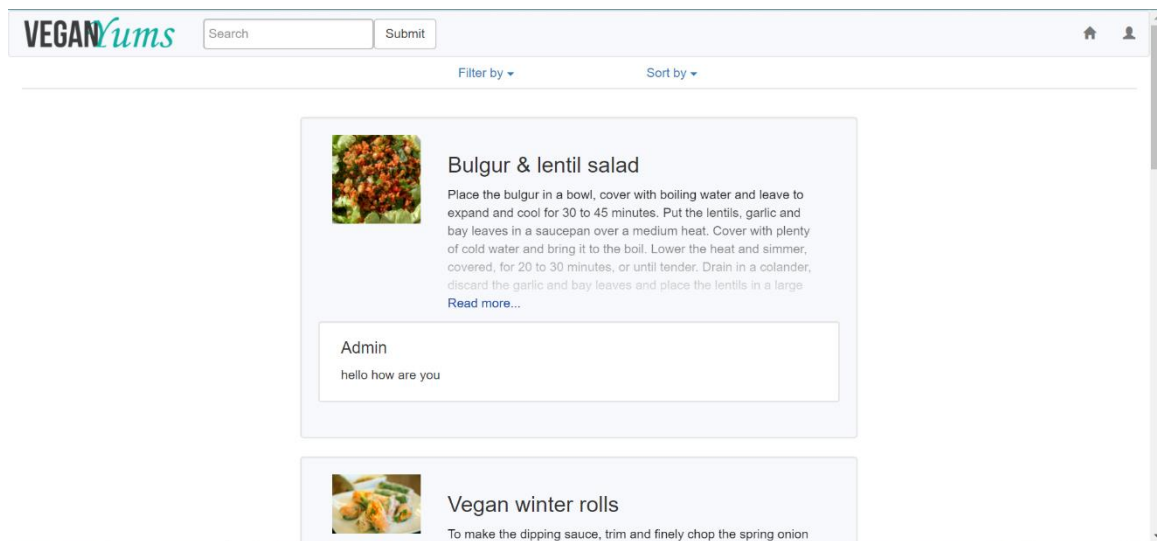 VEGANYums
Search
Submit
Filter by
Sort by
Bulgur & lentil salad
Place the bulgur in a bowl, cover with boiling water and leave to
expand and cool for 30 to 45 minutes. Put the lentils, garlic and
bay leaves in a saucepan over a medium heat. Cover with plenty
of cold water and bring it to the boil. Lower the heat and simmer,
covered, for 20 to 30 minutes, or until tender. Drain in a colander,
discard the garlic and bay leaves and place the lentils in a large
Read more...
Admin
hello how are you
Vegan winter rolls
To make the dipping sauce, trim and finely chop the spring onion